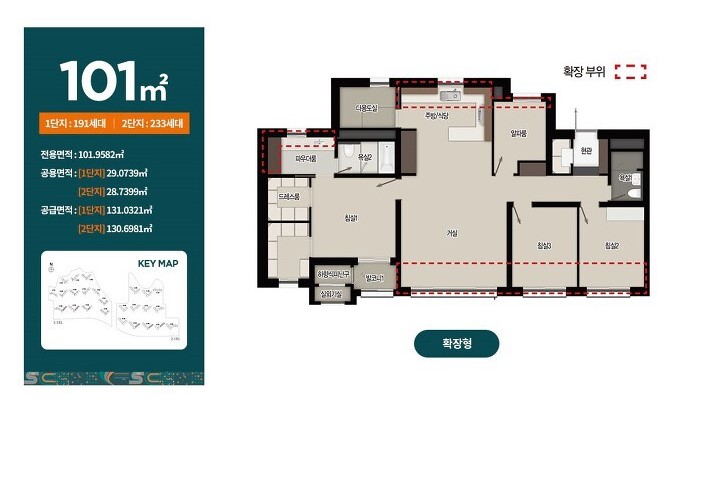 101㎡
1단지 : 191세대 | 2단지 : 233세대
전용면적 : 101.9582㎡
공용면적 : [1단지] 29.0739㎡
[2단지] 28.7399㎡
공급면적 : [1단지] 131.0321㎡
[2단지] 130.6981㎡
KEY MAP
확장 부위
다용도실
주방/식당
알파룸
현관
파우더룸
욕실2
욕실1
드레스룸
침실1
거실
침실3
침실2
하향식피난구
발코니1
실외기실
확장형